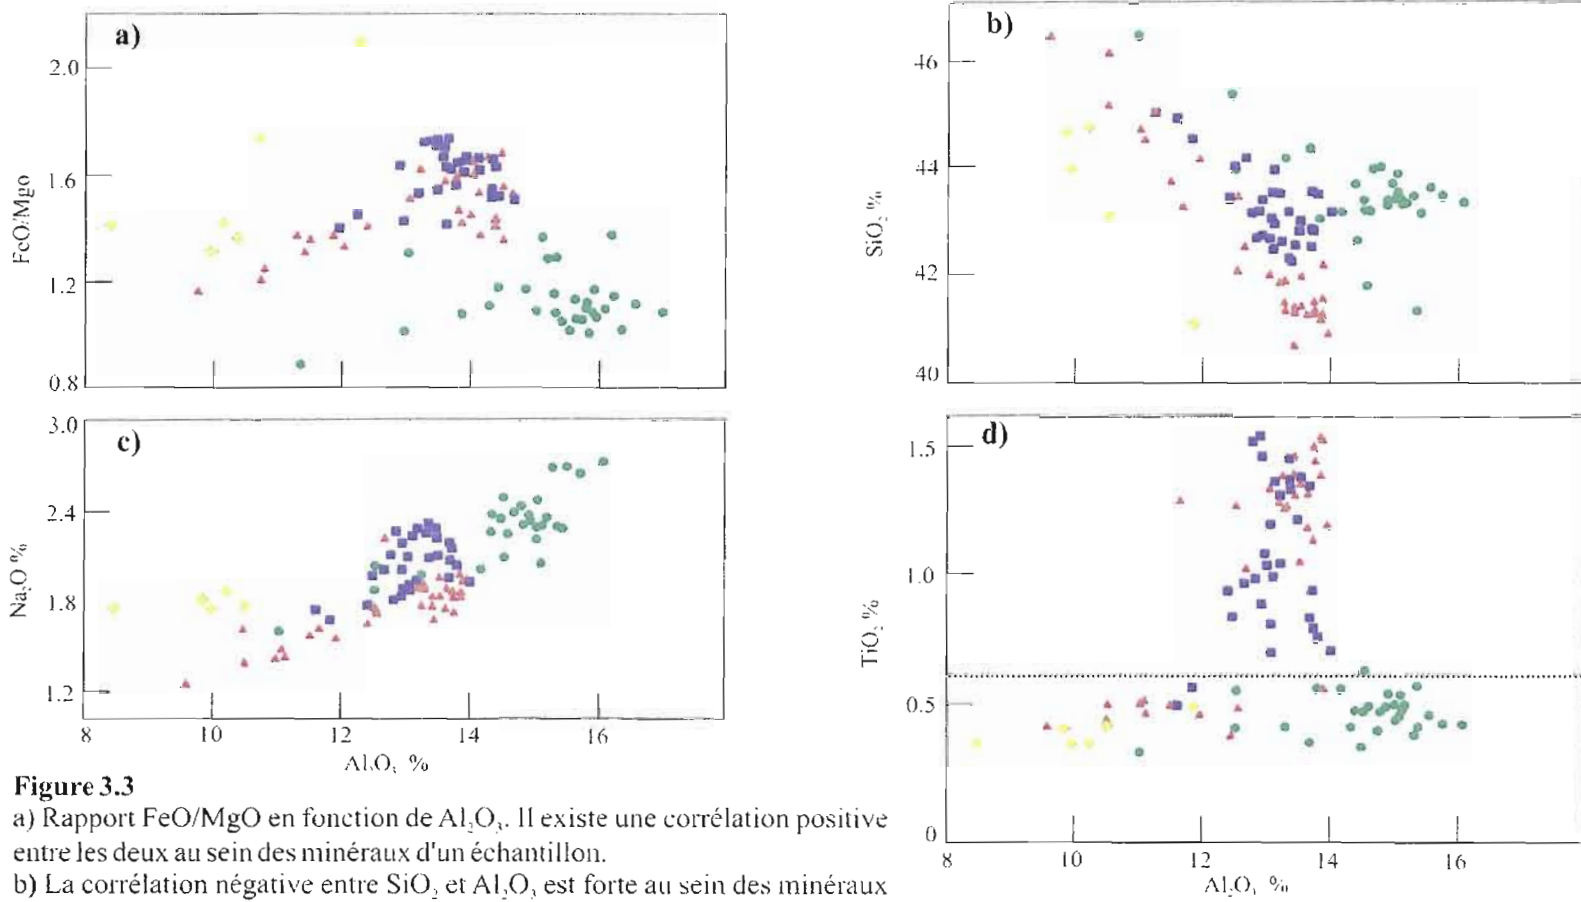 a)
2.0
1.6
1.2
0.8
FeO/Mgo
b)
46
44
42
40
SiO₂ %
c)
3.0
2.4
1.8
1.2
Na₂O %
8 10 12 14 16
Al₂O₃ %
d)
1.5
1.0
0.5
0
TiO₂ %
8 10 12 14 16
Al₂O₃ %
Figure 3.3
a) Rapport FeO/MgO en fonction de Al₂O₃. Il existe une corrélation positive
entre les deux au sein des minéraux d'un échantillon.
b) La corrélation négative entre SiO₂ et Al₂O₃ est forte au sein des minéraux